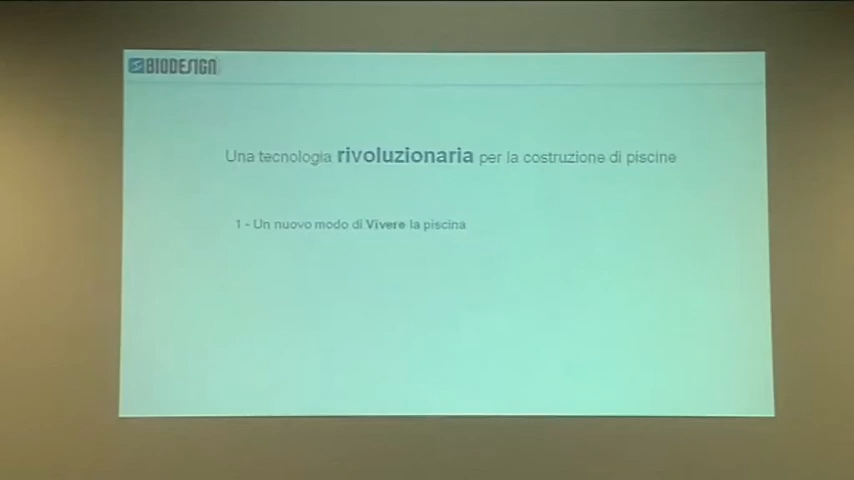 BIODESIGN
Una tecnologia rivoluzionaria per la costruzione di piscine
1 - Un nuovo modo di Vivere la piscina